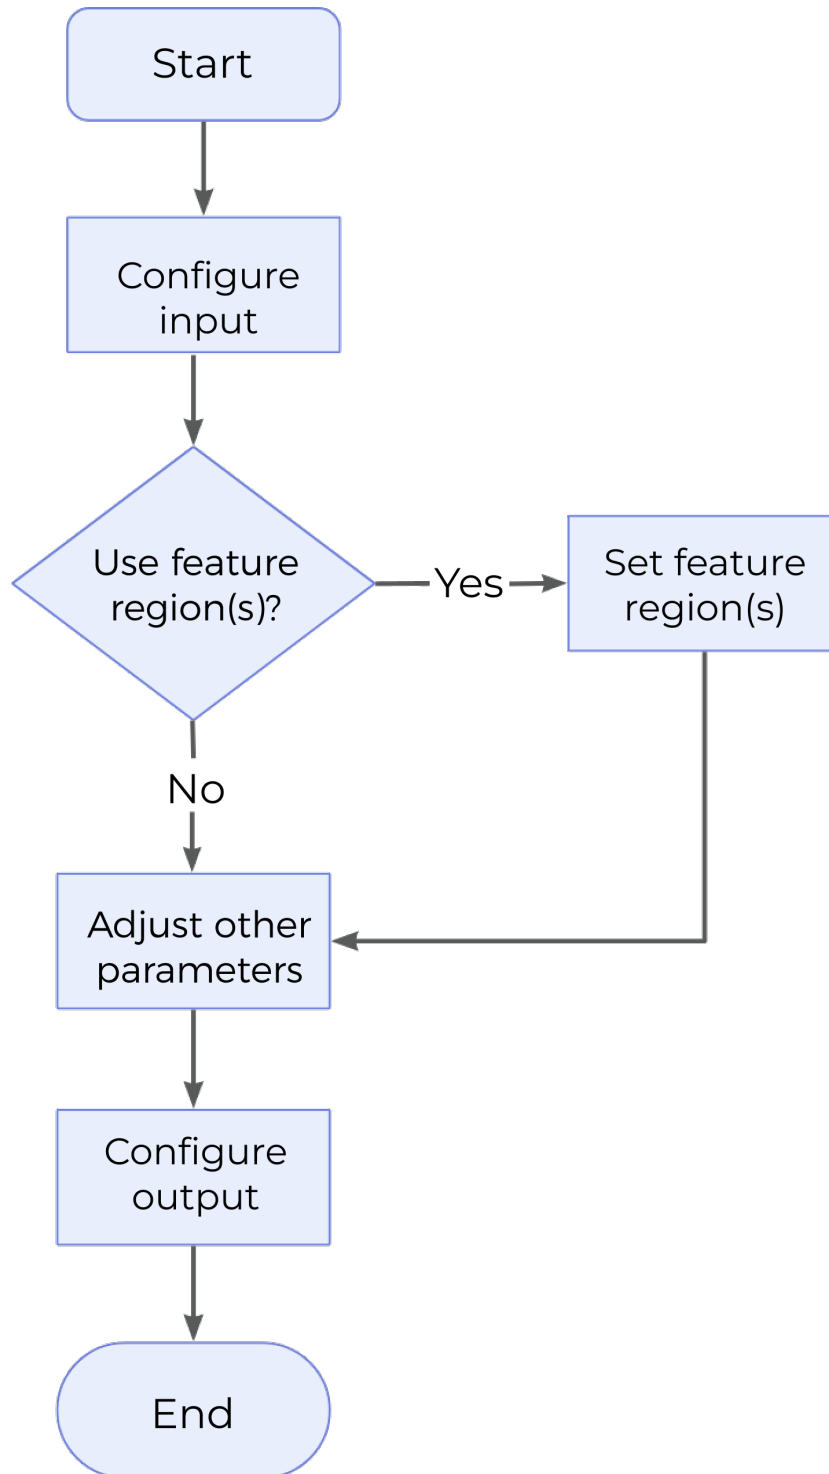 Start
Configure
input
Use feature
region(s)?
Yes
Set feature
region(s)
No
Adjust other
parameters
Configure
output
End